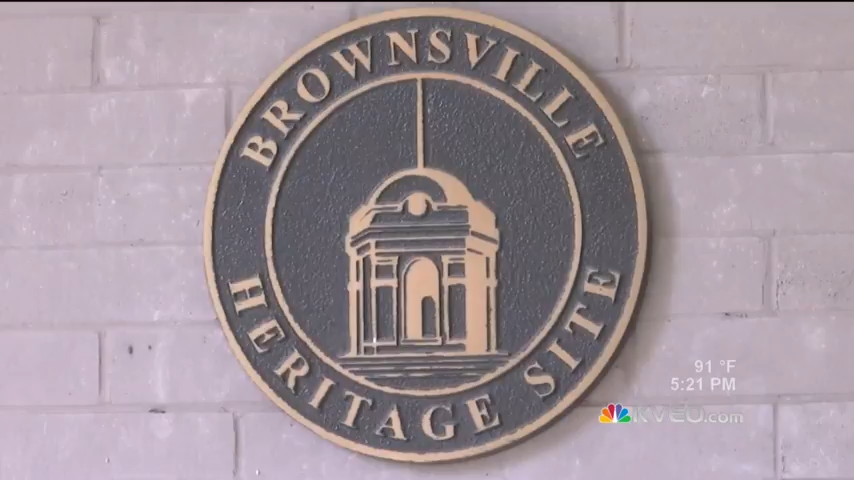 BROWNSVILLE
HERITAGE SITE
91 °F
5:21 PM
KVEO.com